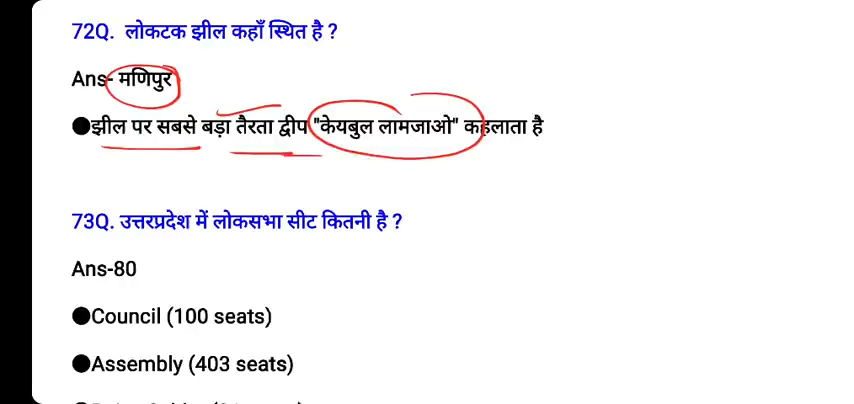 72Q. लोकटक झील कहाँ स्थित है ?
Ans- मणिपुर
●झील पर सबसे बड़ा तैरता द्वीप "केयबुल लामजाओ" कहलाता है
73Q. उत्तरप्रदेश में लोकसभा सीट कितनी है ?
Ans-80
●Council (100 seats)
●Assembly (403 seats)